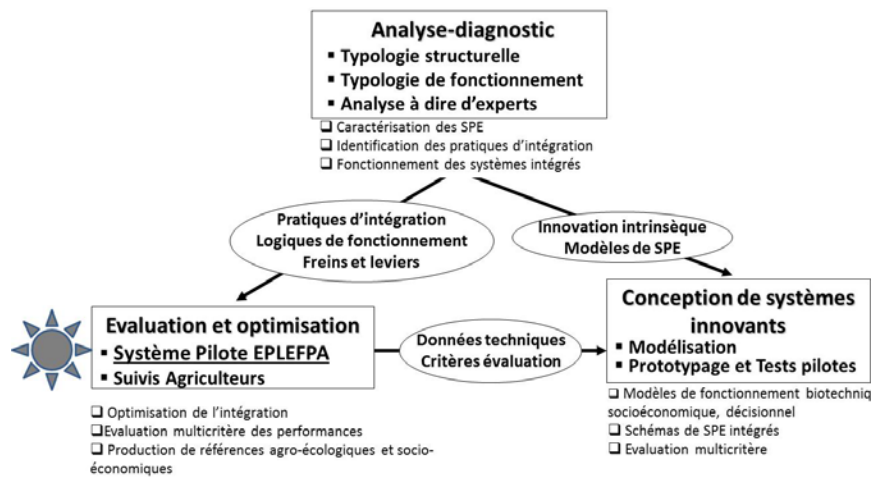 Analyse-diagnostic
▪ Typologie structurelle
▪ Typologie de fonctionnement
▪ Analyse à dire d'experts
❑ Caractérisation des SPE
❑ Identification des pratiques d'intégration
❑ Fonctionnement des systèmes intégrés
Pratiques d'intégration
Logiques de fonctionnement
Freins et leviers
Innovation intrinsèque
Modèles de SPE
Evaluation et optimisation
▪ Système Pilote EPLEFPA
▪ Suivis Agriculteurs
Données techniques
Critères évaluation
Conception de systèmes
innovants
▪ Modélisation
▪ Prototypage et Tests pilotes
❑ Optimisation de l'intégration
❑Evaluation multicritère des performances
❑ Production de références agro-écologiques et socio-
économiques
❑ Modèles de fonctionnement biotechniq
socioéconomique, décisionnel
❑ Schémas de SPE intégrés
❑ Evaluation multicritère